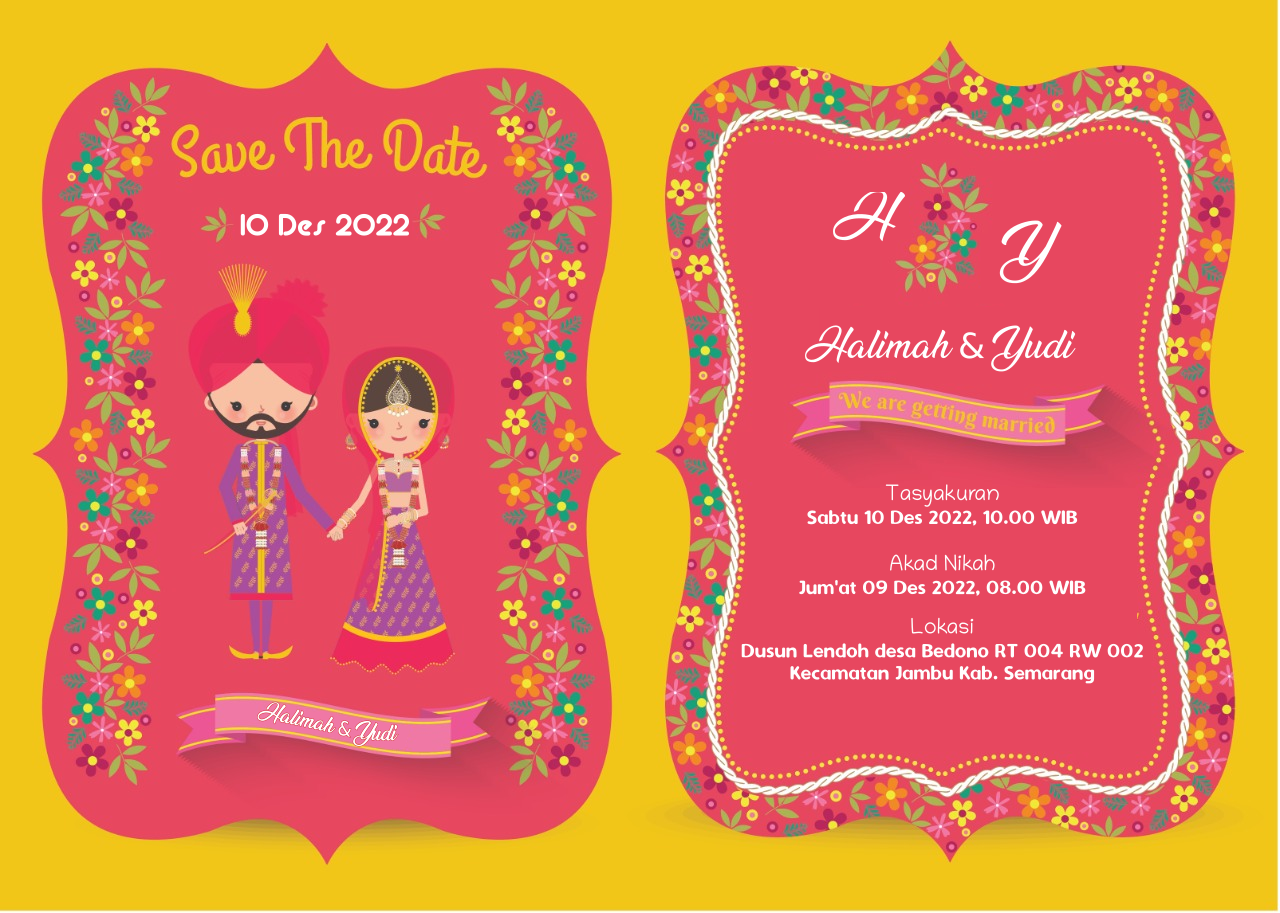 Save The Date
10 Des 2022
Halimah & Yudi
H Y
Halimah & Yudi
We are getting married
Tasyakuran
Sabtu 10 Des 2022, 10.00 WIB
Akad Nikah
Jum'at 09 Des 2022, 08.00 WIB
Lokasi
Dusun Lendoh desa Bedono RT 004 RW 002
Kecamatan Jambu Kab. Semarang